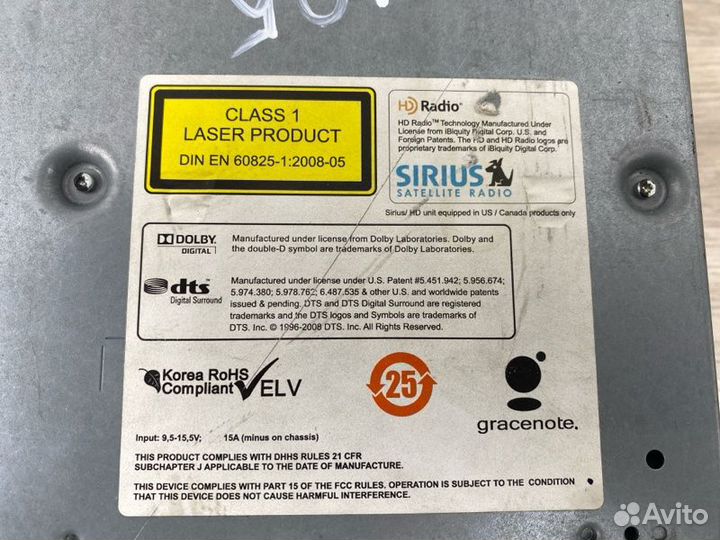 50
CLASS 1
LASER PRODUCT
DIN EN 60825-1:2008-05
HD Radio
HD Radio™ Technology Manufactured Under
License from iBiquity Digital Corp. U.S. and
Foreign Patents. The HD and HD Radio logos are
proprietary trademarks of iBiquity Digital Corp.
SIRIUS
SATELLITE RADIO
Sirius/ HD unit equipped in US / Canada products only
DOLBY
DIGITAL
Manufactured under license from Dolby Laboratories. Dolby and
the double-D symbol are trademarks of Dolby Laboratories.
dts
Digital Surround
Manufactured under license under U.S. Patent #5.451.942; 5.956.674;
5.974.380; 5.978.762; 6.487.535 & other U.S. and worldwide patents
issued & pending. DTS and DTS Digital Surround are registered
trademarks and the DTS logos and Symbols are trademarks of
DTS. Inc. © 1996-2008 DTS. Inc. All Rights Reserved.
Korea RoHS
Compliant
ELV
25
gracenote.
Input: 9,5-15,5V; 15A (minus on chassis)
THIS PRODUCT COMPLIES WITH DHHS RULES 21 CFR
SUBCHAPTER J APPLICABLE TO THE DATE OF MANUFACTURE.
THIS DEVICE COMPLIES WITH PART 15 OF THE FCC RULES. OPERATION IS SUBJECT TO THE CONDITION
THAT THIS DEVICE DOES NOT CAUSE HARMFUL INTERFERENCE.
Avito